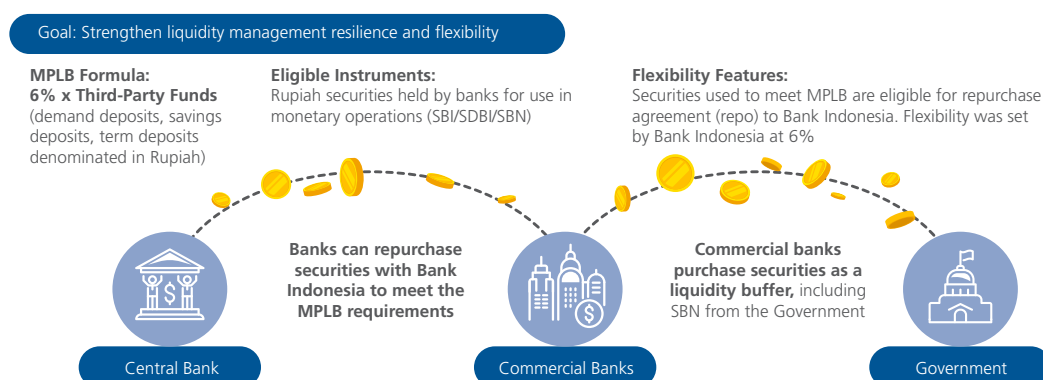 Goal: Strengthen liquidity management resilience and flexibility
MPLB Formula:
6% x Third-Party Funds
(demand deposits, savings
deposits, term deposits
denominated in Rupiah)
Eligible Instruments:
Rupiah securities held by banks for use in
monetary operations (SBI/SDBI/SBN)
Flexibility Features:
Securities used to meet MPLB are eligible for repurchase
agreement (repo) to Bank Indonesia. Flexibility was set
by Bank Indonesia at 6%
Banks can repurchase
securities with Bank
Indonesia to meet the
MPLB requirements
Commercial banks
purchase securities as a
liquidity buffer, including
SBN from the Government
$
$
Central Bank
Commercial Banks
Government